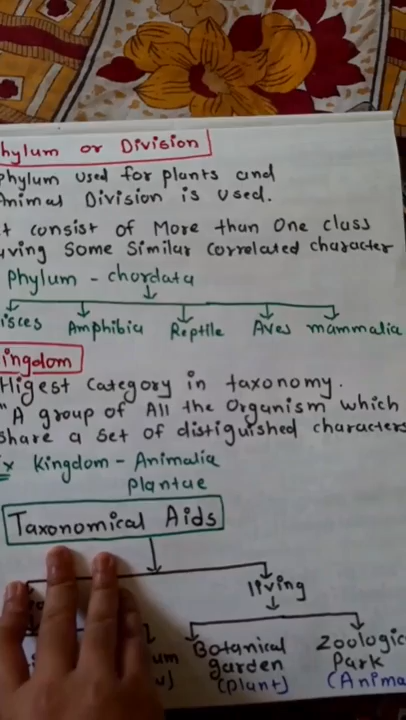 hylum or Division
hylum used for plants and
Animal Division is used.
t consist of More than One class
aving Some Similar Correlated character
Phylum - chordata
isces Amphibia Reptile Aves mammalia
ingdom
Higest Category in taxonomy.
"A group of All the Organism which
share a set of distiguished characters
Ex Kingdom - Animalia
plantae
Taxonomical Aids
living
um Botanical Zoologic
garden Park
(plant) (Anima